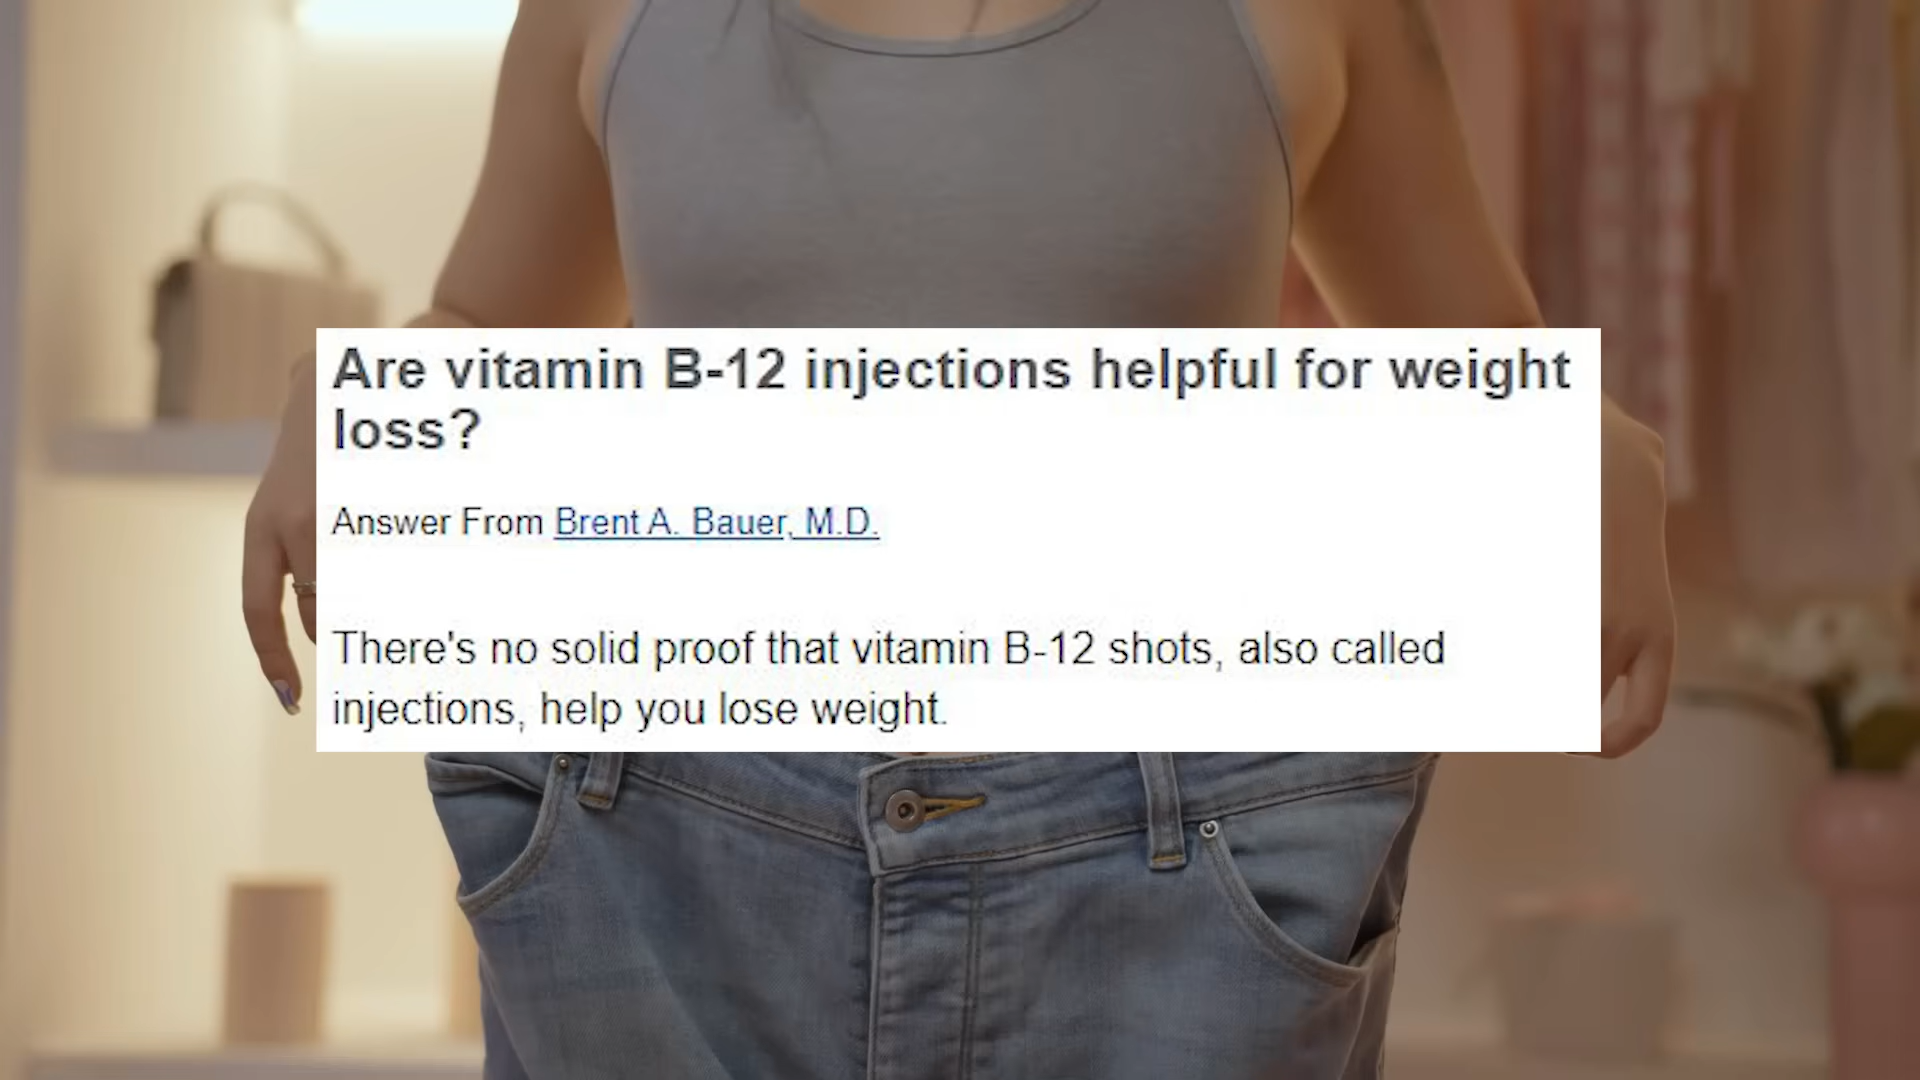 Are vitamin B-12 injections helpful for weight
loss?
Answer From Brent A. Bauer, M.D.
There's no solid proof that vitamin B-12 shots, also called
injections, help you lose weight.